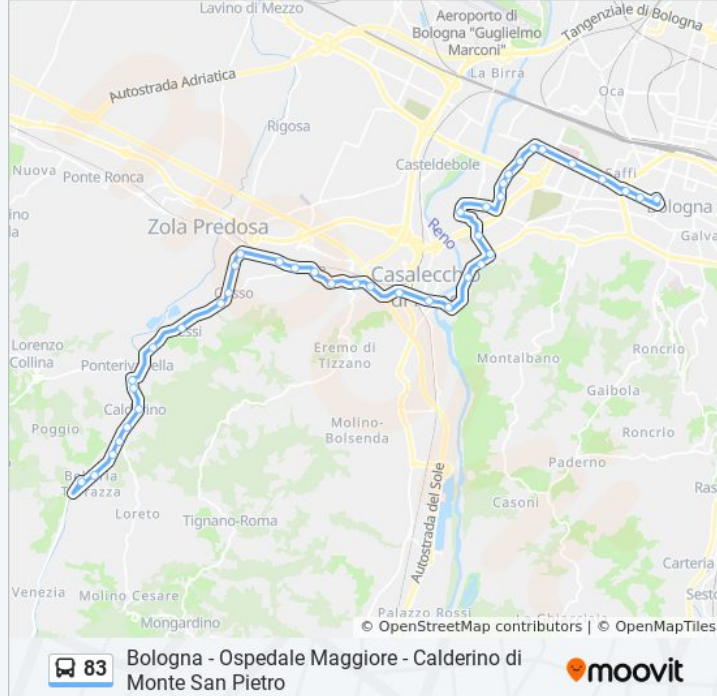 Lavino di Mezzo
Aeroporto di
Bologna "Guglielmo
Marconi"
Tangenziale di Bologna
La Birra
Autostrada Adriatica
Oca
Rigosa
Nuova
Ponte Ronca
Casteldebole
Saffi
Bologna
Zola Predosa
Reno
Galva
Casalecchio
Lorenzo
Collina
Eremo di
Tizzano
Montalbano
Roncrio
Gaibola
Poggio
Molino-
Bolsenda
Roncrio
Paderno
Loreto
Tignano-Roma
Autostrada del Sole
Casoni
Ras
Venezia
Molino Cesare
Mongardino
Palazzo Rossi
Carteria
Sesto
© OpenStreetMap contributors | © OpenMapTiles
83
Bologna - Ospedale Maggiore - Calderino di
Monte San Pietro
moovit